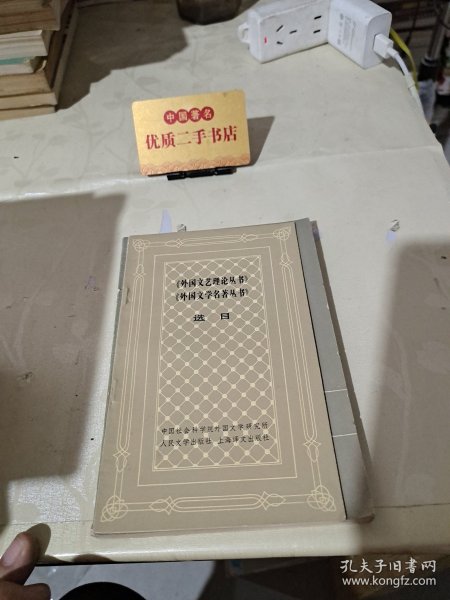 中国著名
优质二手书店
《外国文艺理论丛书》
《外国文学名著丛书》
选目
中国社会科学院外国文学研究所
人民文学出版社 上海译文出版社
孔夫子旧书网
www.kongfz.com